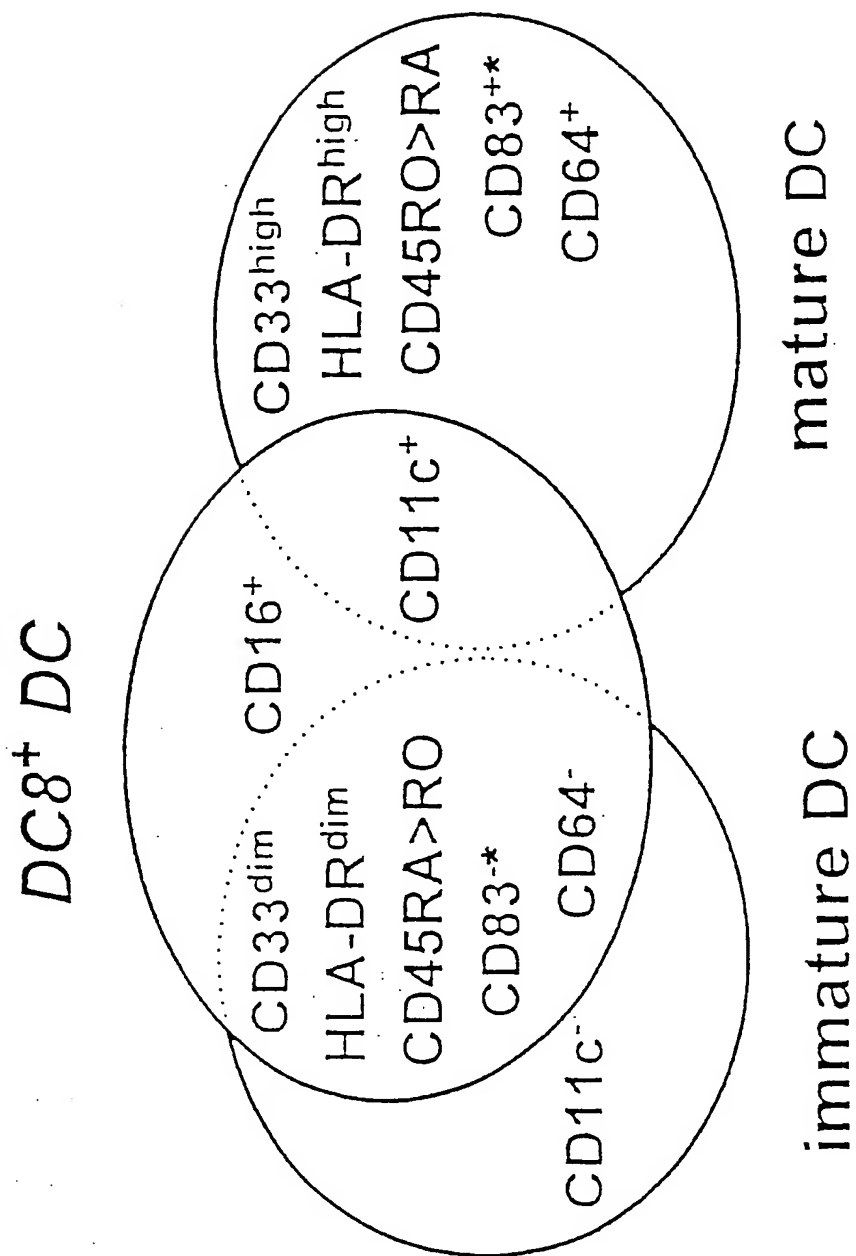 DC8⁺ DC
CD16⁺
CD33ᵈⁱᵐ
HLA-DRᵈⁱᵐ
CD45RA>RO
CD83⁻*
CD64⁻
CD11c⁻
CD11c⁺
CD33ʰⁱᵍʰ
HLA-DRʰⁱᵍʰ
CD45RO>RA
CD83⁺*
CD64⁺
immature DC
mature DC